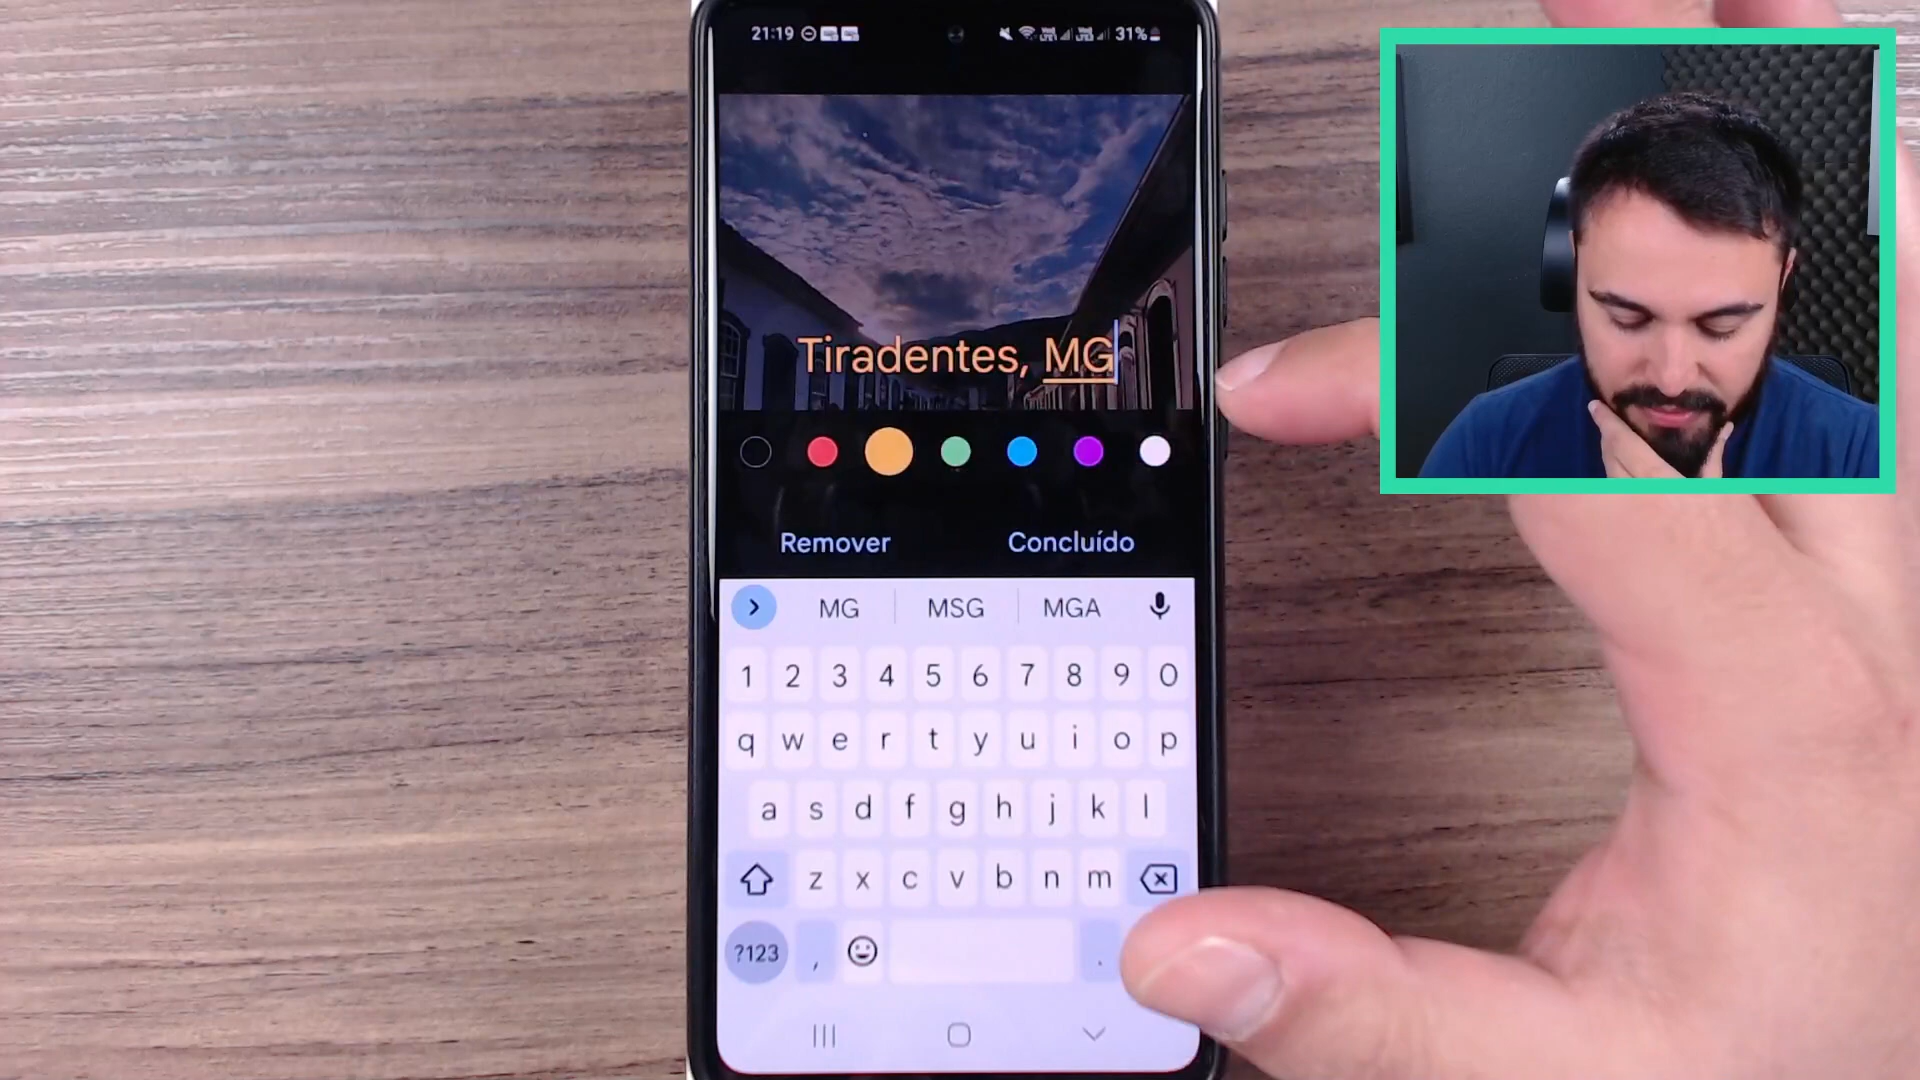 21:19 31%
Tiradentes, MG
Remover Concluído
MG MSG MGA
1 2 3 4 5 6 7 8 9 0
q w e r t y u i o p
a s d f g h j k l
z x c v b n m
?123 , .